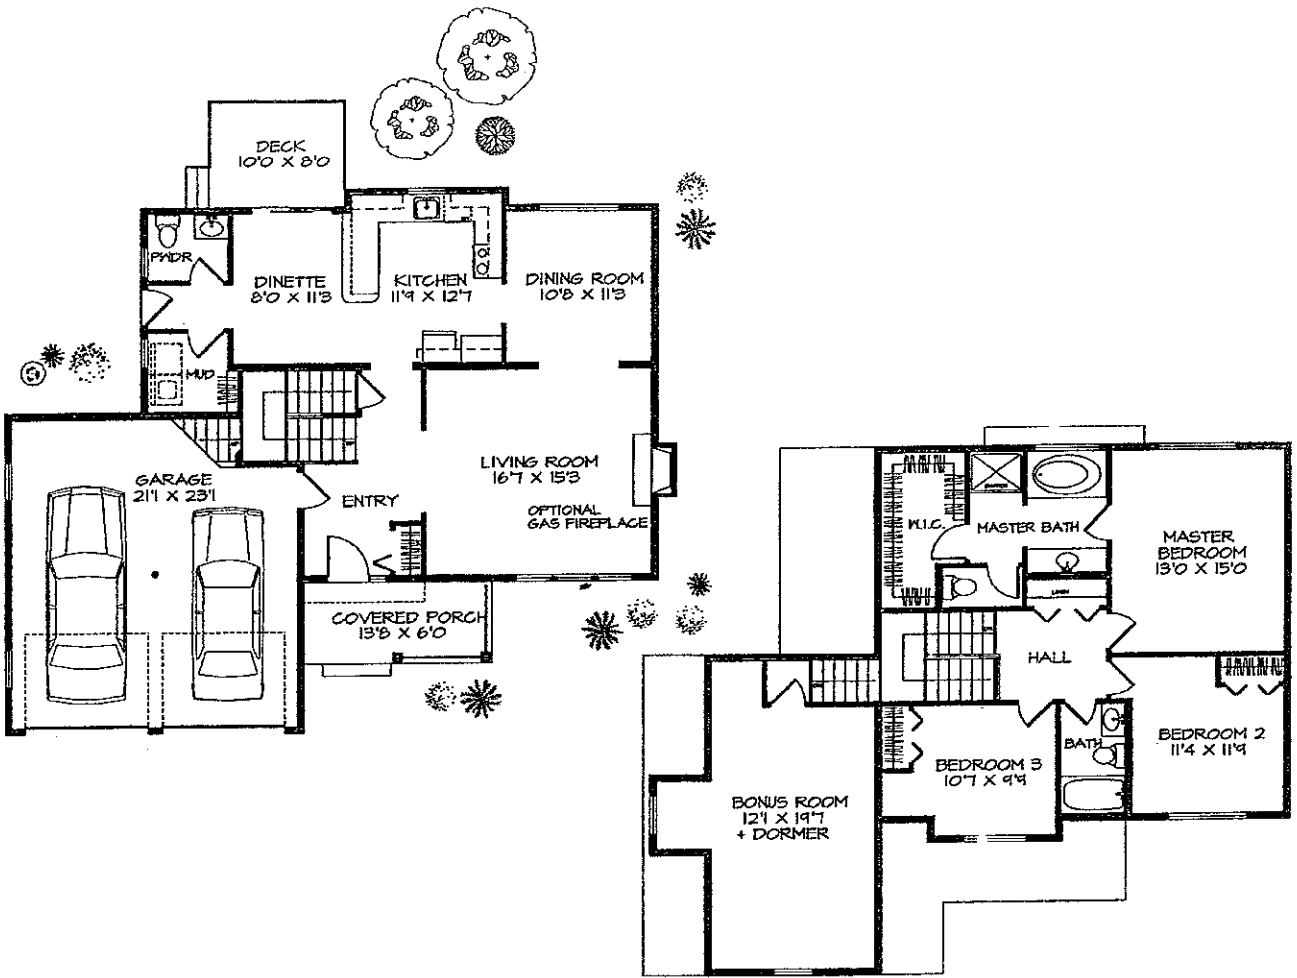 DECK
10'0 X 8'0
PWDR
DINETTE
8'0 X 11'3
KITCHEN
11'9 X 12'7
DINING ROOM
10'8 X 11'3
MUD
GARAGE
21'1 X 23'1
ENTRY
LIVING ROOM
16'7 X 15'3
OPTIONAL
GAS FIREPLACE
COVERED PORCH
13'8 X 6'0
W.I.C.
MASTER BATH
MASTER
BEDROOM
13'0 X 15'0
LINEN
HALL
BEDROOM 2
11'4 X 11'9
BATH
BEDROOM 3
10'7 X 9'9
BONUS ROOM
12'1 X 19'7
+ DORMER